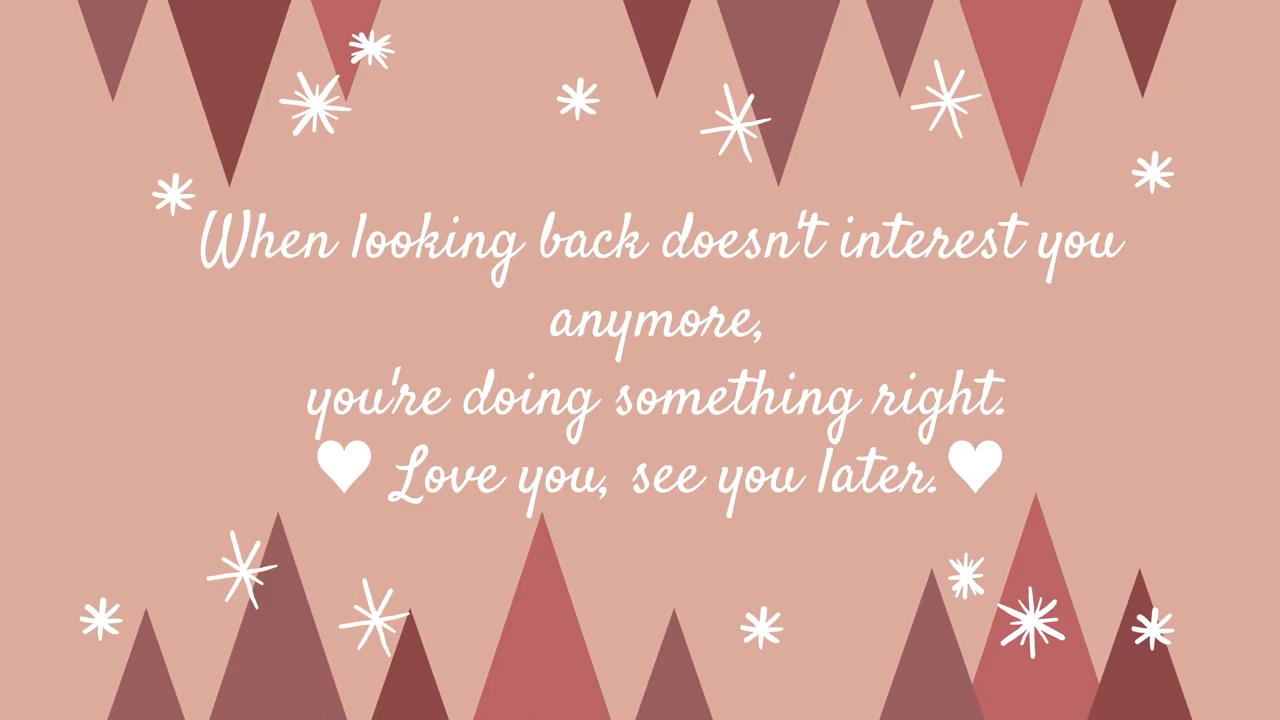 When looking back doesn't interest you
anymore,
you're doing something right.
♥ Love you, see you later. ♥